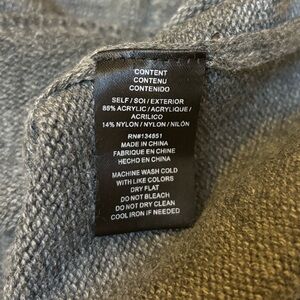 CONTENT
CONTENU
CONTENIDO
SELF / SOI / EXTERIOR
86% ACRYLIC / ACRYLIQUE /
ACRILICO
14% NYLON / NYLON / NILÓN
RN#134851
MADE IN CHINA
FABRIQUE EN CHINE
HECHO EN CHINA
MACHINE WASH COLD
WITH LIKE COLORS
DRY FLAT
DO NOT BLEACH
DO NOT DRY CLEAN
COOL IRON IF NEEDED